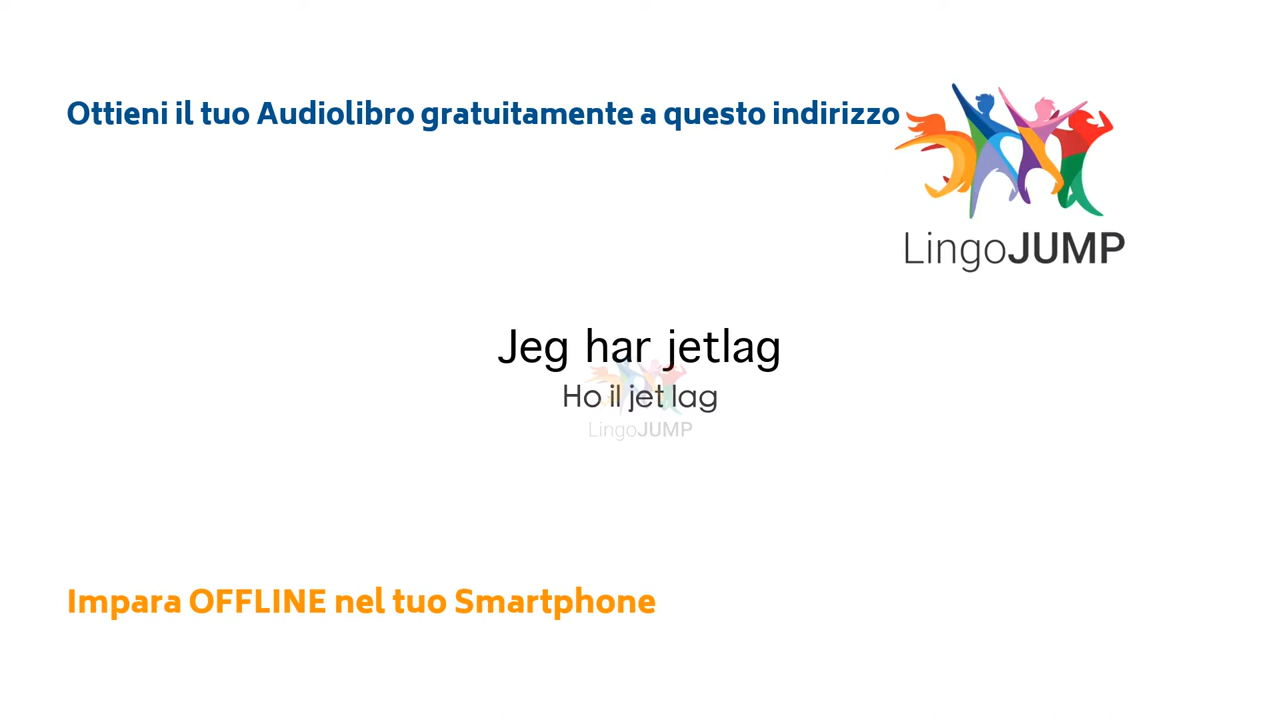 Ottieni il tuo Audiolibro gratuitamente a questo indirizzo
LingoJUMP
Jeg har jetlag
Ho il jet lag
LingoJUMP
Impara OFFLINE nel tuo Smartphone